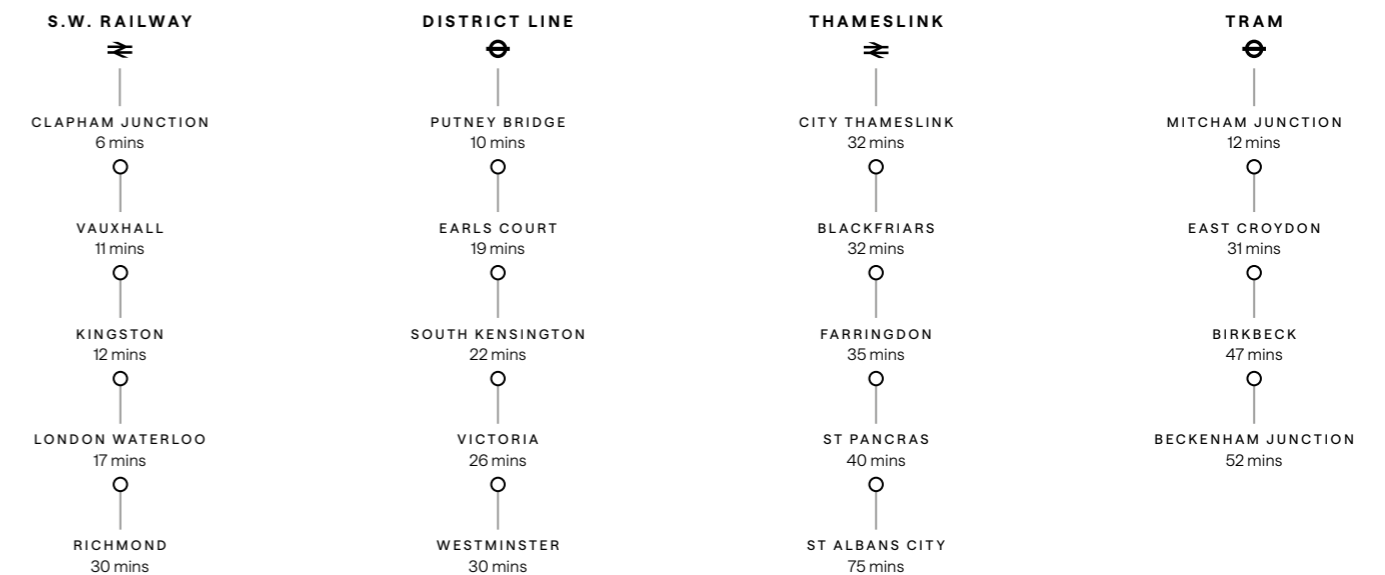 S.W. RAILWAY
CLAPHAM JUNCTION
6 mins
VAUXHALL
11 mins
KINGSTON
12 mins
LONDON WATERLOO
17 mins
RICHMOND
30 mins
DISTRICT LINE
PUTNEY BRIDGE
10 mins
EARLS COURT
19 mins
SOUTH KENSINGTON
22 mins
VICTORIA
26 mins
WESTMINSTER
30 mins
THAMESLINK
CITY THAMESLINK
32 mins
BLACKFRIARS
32 mins
FARRINGDON
35 mins
ST PANCRAS
40 mins
ST ALBANS CITY
75 mins
TRAM
MITCHAM JUNCTION
12 mins
EAST CROYDON
31 mins
BIRKBECK
47 mins
BECKENHAM JUNCTION
52 mins